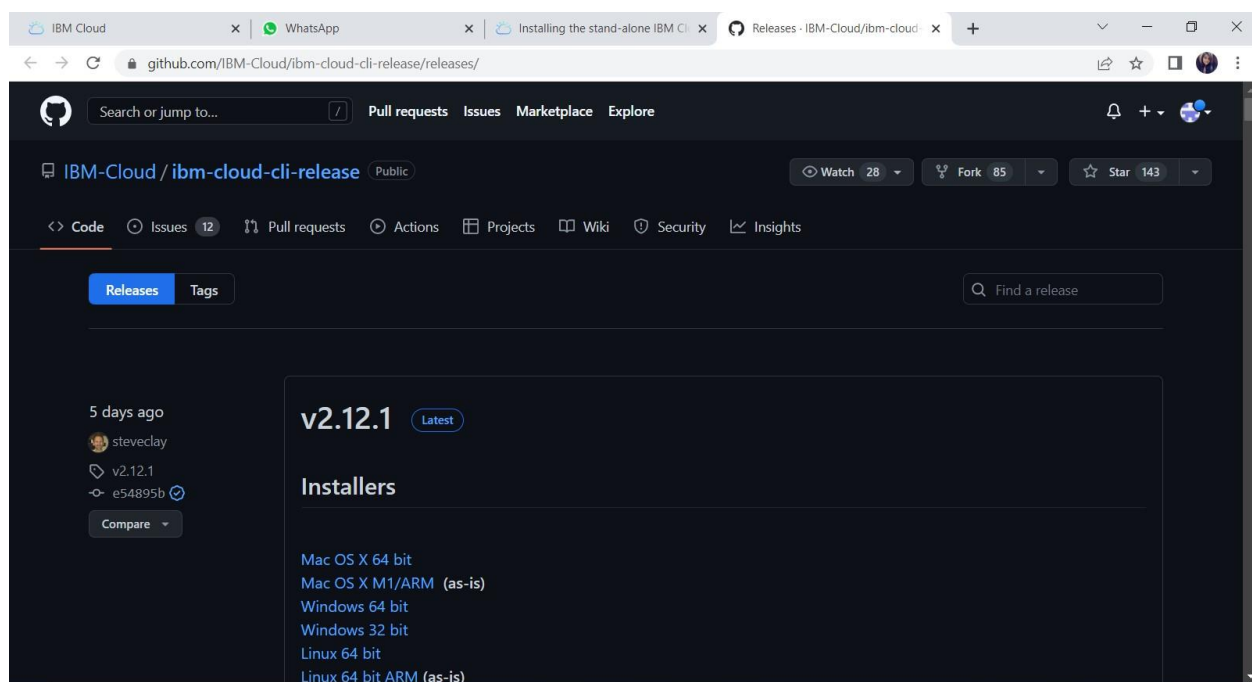 IBM Cloud
WhatsApp
Installing the stand-alone IBM Cl
Releases · IBM-Cloud/ibm-cloud-
github.com/IBM-Cloud/ibm-cloud-cli-release/releases/
Search or jump to... /
Pull requests Issues Marketplace Explore
IBM-Cloud / ibm-cloud-cli-release Public
Watch 28
Fork 85
Star 143
<> Code Issues 12 Pull requests Actions Projects Wiki Security Insights
Releases Tags
Find a release
5 days ago
steveclay
v2.12.1
e54895b
Compare
v2.12.1 Latest
Installers
Mac OS X 64 bit
Mac OS X M1/ARM (as-is)
Windows 64 bit
Windows 32 bit
Linux 64 bit
Linux 64 bit ARM (as-is)